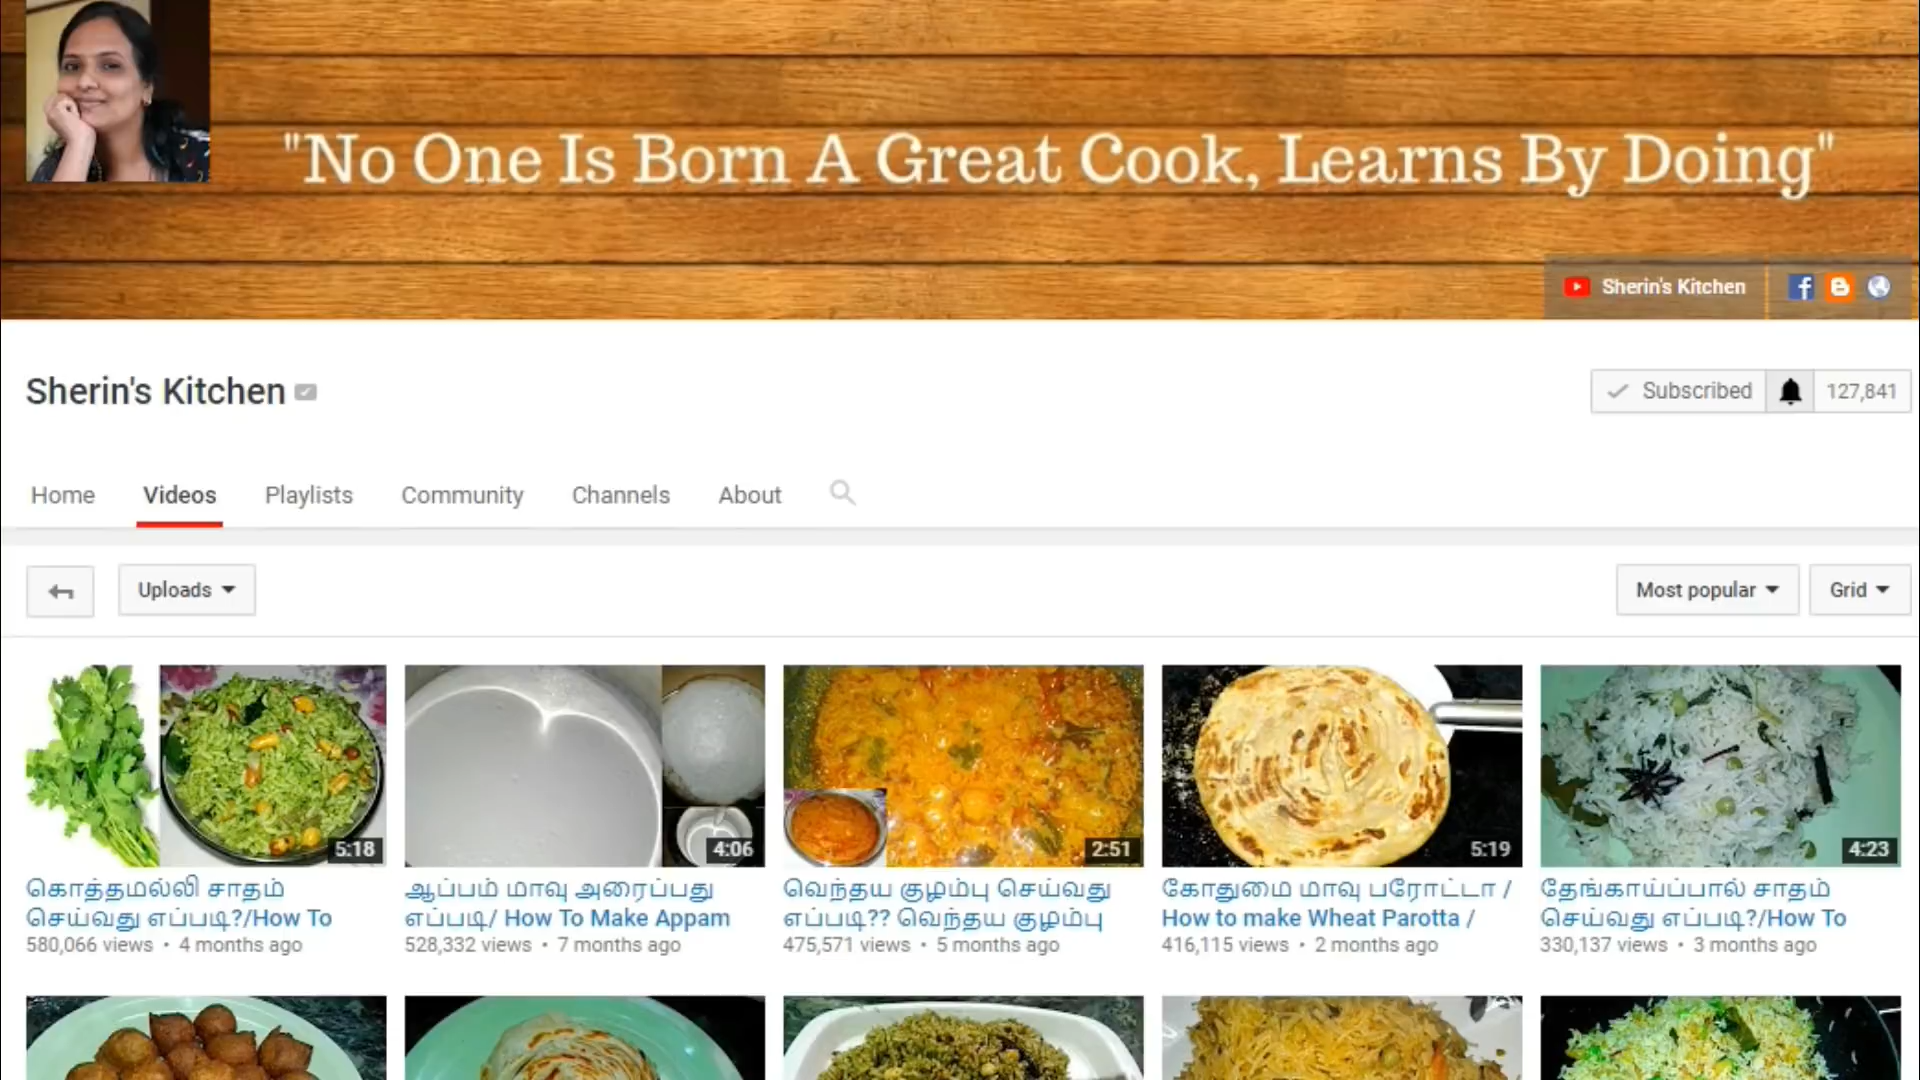 "No One Is Born A Great Cook, Learns By Doing"
Sherin's Kitchen
Sherin's Kitchen
Subscribed 127,841
Home Videos Playlists Community Channels About
Uploads Most popular Grid
5:18
4:06
2:51
5:19
4:23
கொத்தமல்லி சாதம்
செய்வது எப்படி?/How To
580,066 views • 4 months ago
ஆப்பம் மாவு அரைப்பது
எப்படி/ How To Make Appam
528,332 views • 7 months ago
வெந்தய குழம்பு செய்வது
எப்படி?? வெந்தய குழம்பு
475,571 views • 5 months ago
கோதுமை மாவு பரோட்டா /
How to make Wheat Parotta /
416,115 views • 2 months ago
தேங்காய்ப்பால் சாதம்
செய்வது எப்படி?/How To
330,137 views • 3 months ago